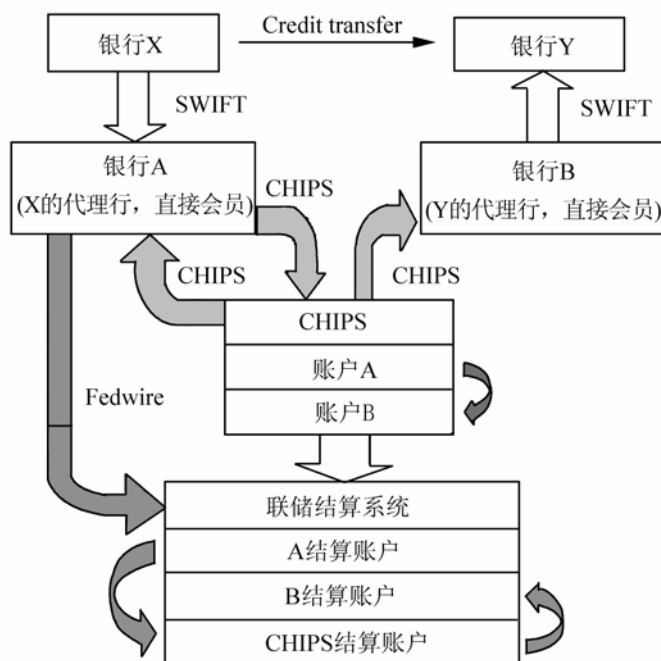 银行X
Credit transfer
银行Y
SWIFT
SWIFT
银行A
(X的代理行，直接会员)
CHIPS
银行B
(Y的代理行，直接会员)
CHIPS
CHIPS
CHIPS
账户A
账户B
Fedwire
联储结算系统
A结算账户
B结算账户
CHIPS结算账户